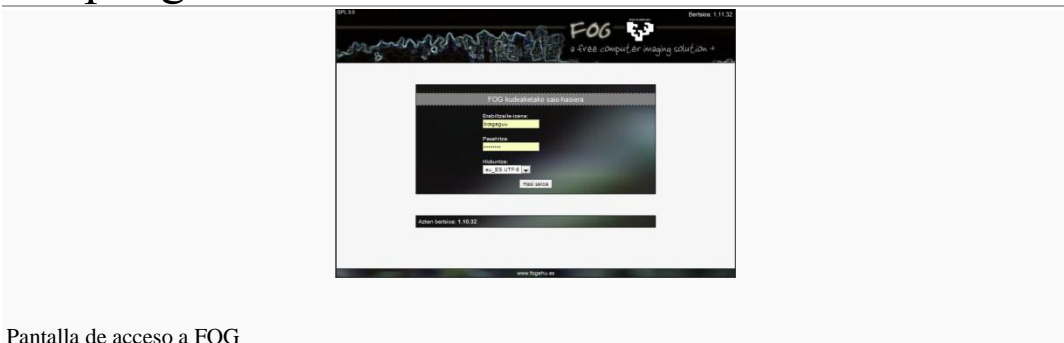 GPL 3.0
Bertsioa: 1.11.32
FOG
a free computer imaging solution
FOG kudeaketako saio-hasiera
Erabiltzaile-izena:
Pasahitza:
Hizkuntza:
eu_ES.UTF-8
Hasi saioa
Azken bertsioa: 1.10.32
www.fogehu.es
Pantalla de acceso a FOG